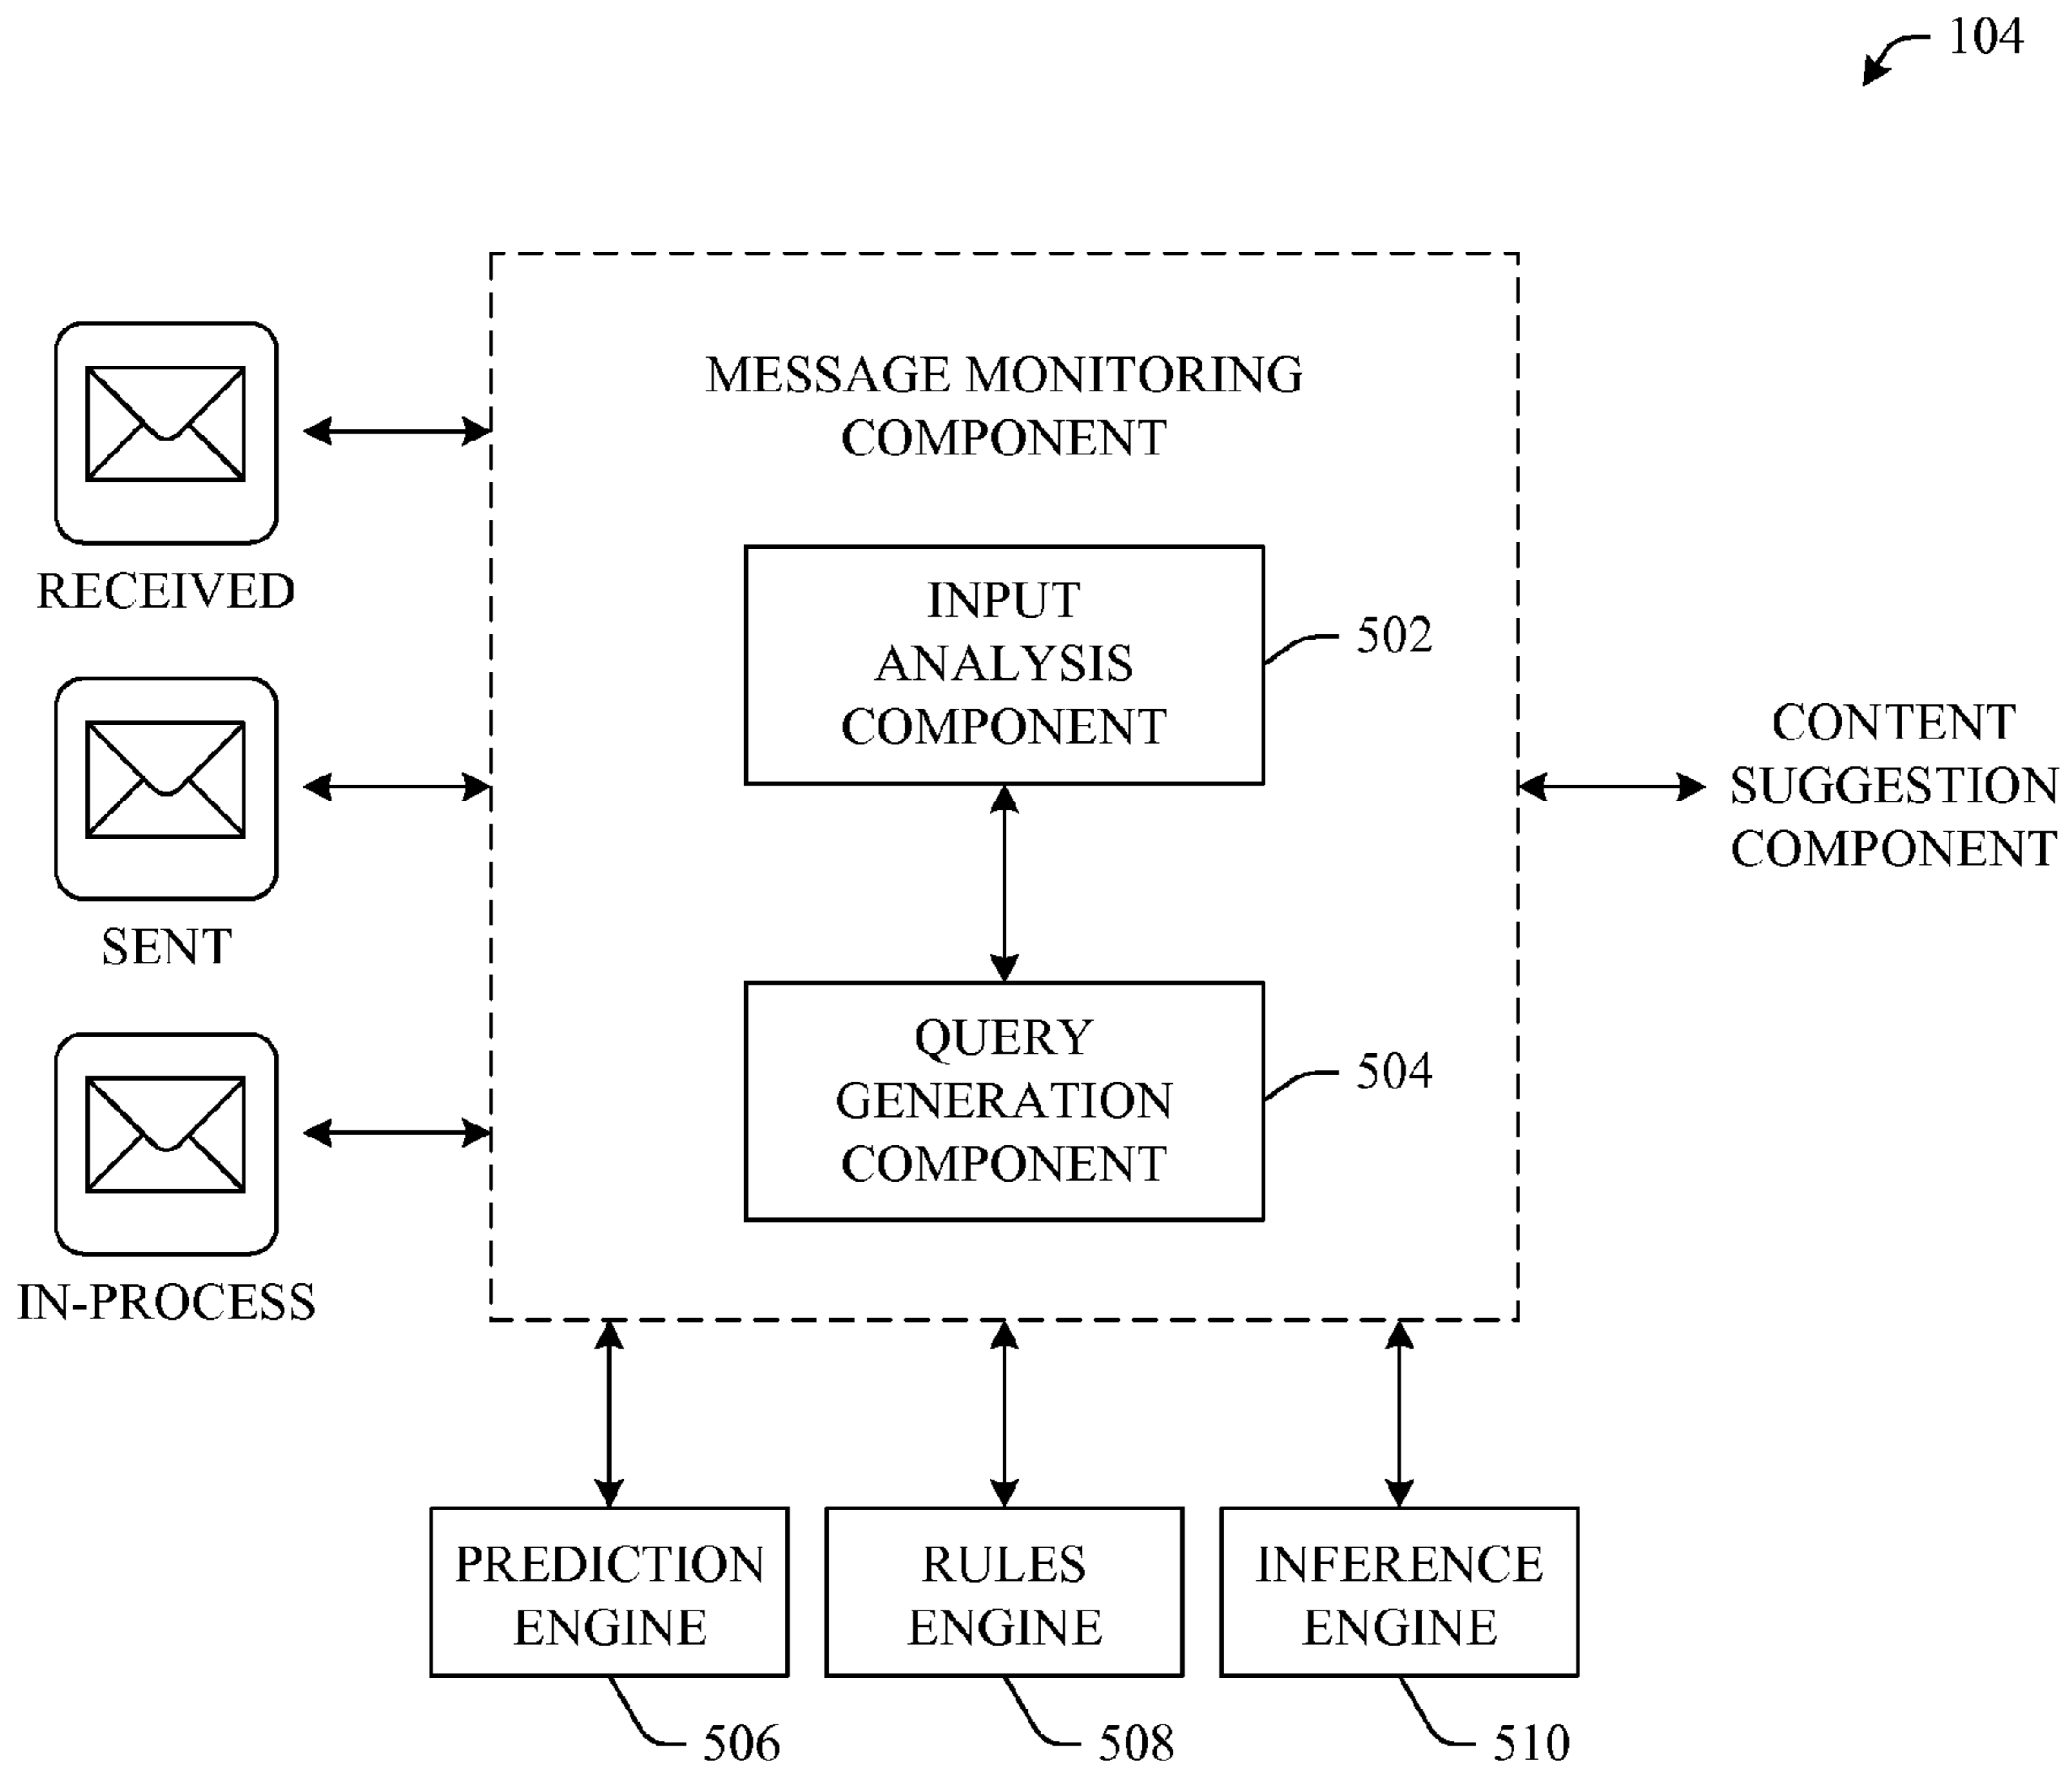 104
MESSAGE MONITORING
COMPONENT
RECEIVED
INPUT
ANALYSIS
COMPONENT
502
SENT
CONTENT
SUGGESTION
COMPONENT
QUERY
GENERATION
COMPONENT
504
IN-PROCESS
PREDICTION
ENGINE
506
RULES
ENGINE
508
INFERENCE
ENGINE
510